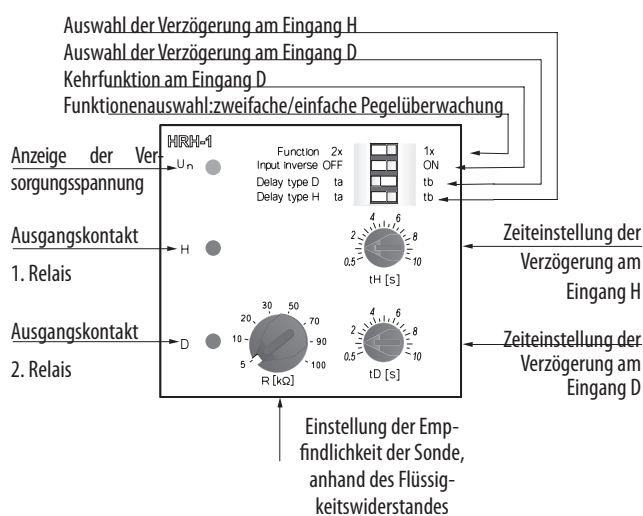 Auswahl der Verzögerung am Eingang H
Auswahl der Verzögerung am Eingang D
Kehrfunktion am Eingang D
Funktionenauswahl:zweifache/einfache Pegelüberwachung
HRH-1
Anzeige der Ver-
sorgungsspannung
Un
Function 2x 1x
Input Inverse OFF ON
Delay type D ta tb
Delay type H ta tb
Ausgangskontakt
1. Relais
H
0.5 2 4 6 8 10
tH [s]
Zeiteinstellung der
Verzögerung am
Eingang H
Ausgangskontakt
2. Relais
D
5 10 20 30 50 70 90 100
R [kΩ]
0.5 2 4 6 8 10
tD [s]
Zeiteinstellung der
Verzögerung am
Eingang D
Einstellung der Emp-
findlichkeit der Sonde,
anhand des Flüssig-
keitswiderstandes